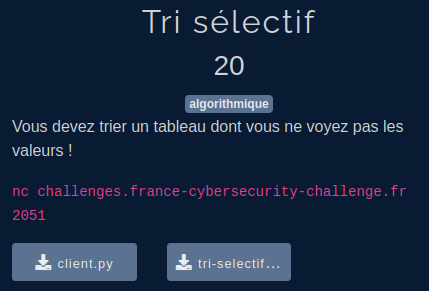 Tri sélectif
20
algorithmique
Vous devez trier un tableau dont vous ne voyez pas les
valeurs !
nc challenges.france-cybersecurity-challenge.fr
2051
client.py
tri-selectif...